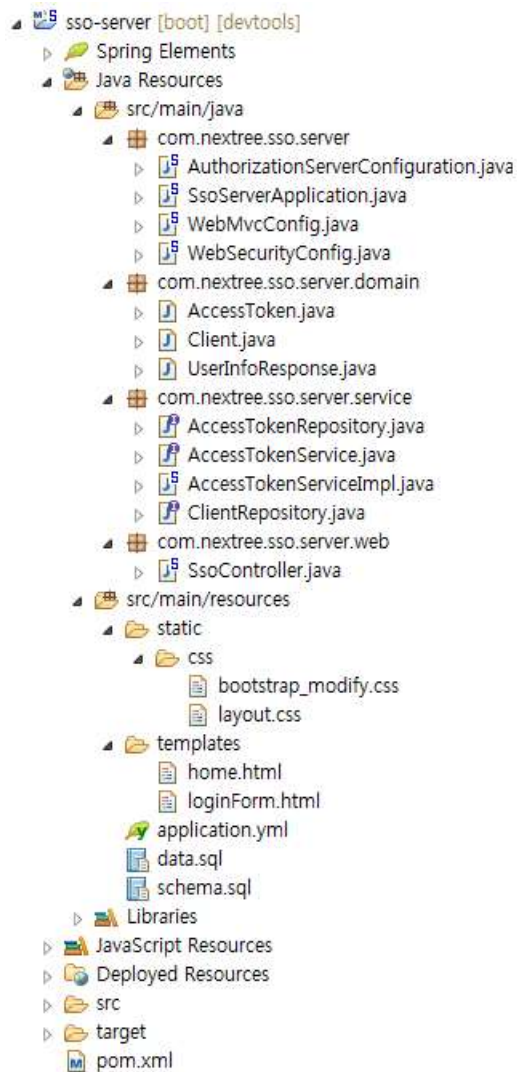 sso-server [boot] [devtools]
Spring Elements
Java Resources
src/main/java
com.nextree.sso.server
AuthorizationServerConfiguration.java
SsoServerApplication.java
WebMvcConfig.java
WebSecurityConfig.java
com.nextree.sso.server.domain
AccessToken.java
Client.java
UserInfoResponse.java
com.nextree.sso.server.service
AccessTokenRepository.java
AccessTokenService.java
AccessTokenServiceImpl.java
ClientRepository.java
com.nextree.sso.server.web
SsoController.java
src/main/resources
static
css
bootstrap_modify.css
layout.css
templates
home.html
loginForm.html
application.yml
data.sql
schema.sql
Libraries
JavaScript Resources
Deployed Resources
src
target
pom.xml